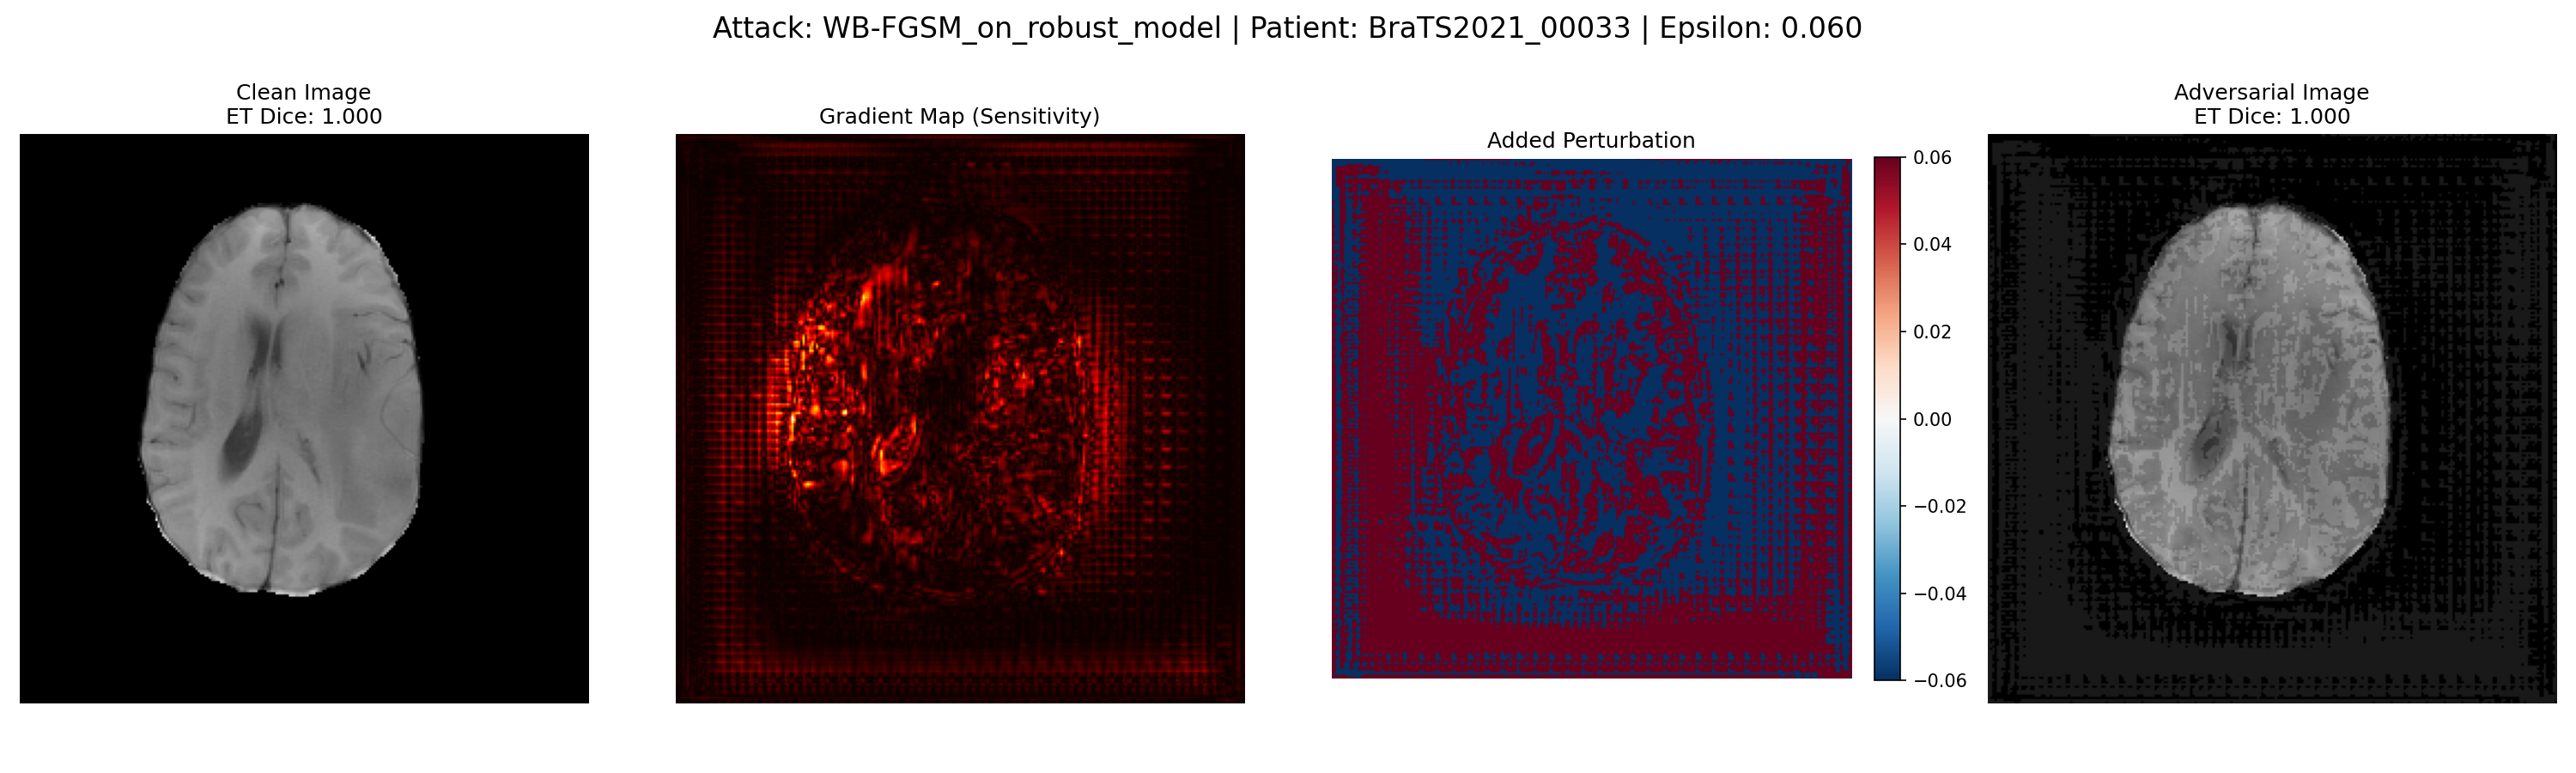 Attack: WB-FGSM_on_robust_model | Patient: BraTS2021_00033 | Epsilon: 0.060
Clean Image
ET Dice: 1.000
Gradient Map (Sensitivity)
Added Perturbation
0.06
0.04
0.02
0.00
−0.02
−0.04
−0.06
Adversarial Image
ET Dice: 1.000